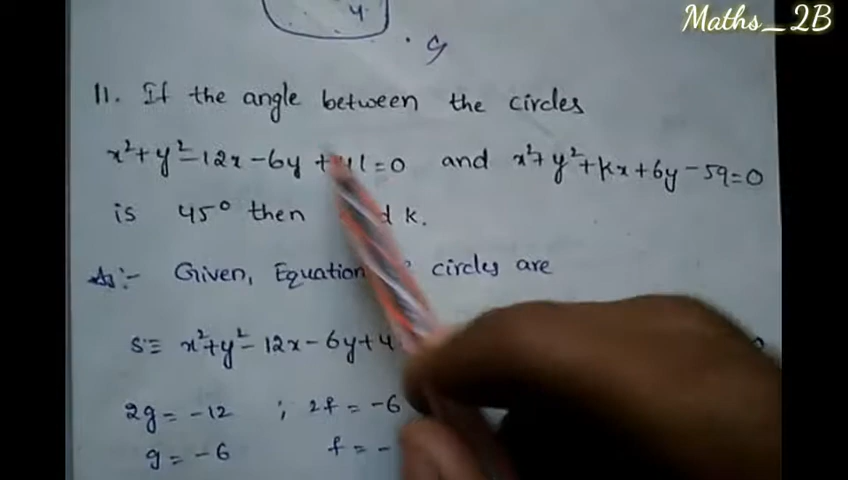 Maths_2B
4.
g
11. If the angle between the circles
x²+y²-12x-6y+41=0 and x²+y²+kx+6y-59=0
is 45° then k.
Given, Equation circles are
S≡ x²+y²-12x-6y+4
2g=-12 ; 2f=-6
g=-6 f=-